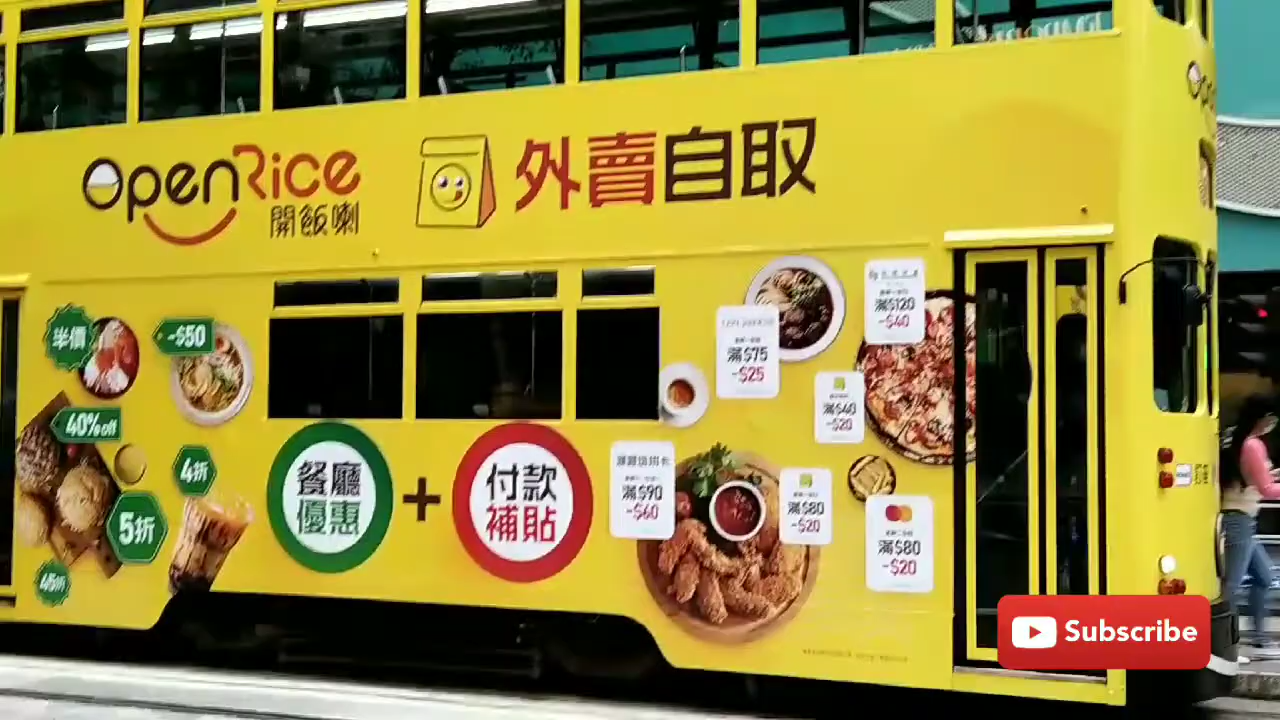 OpenRice
開飯喇
外賣自取
半價
-$50
40%off
4折
5折
45折
餐廳
優惠
+
付款
補貼
滿$75
-$25
滿$120
-$40
滿$40
-$20
滿$90
-$60
滿$80
-$20
滿$80
-$20
Subscribe